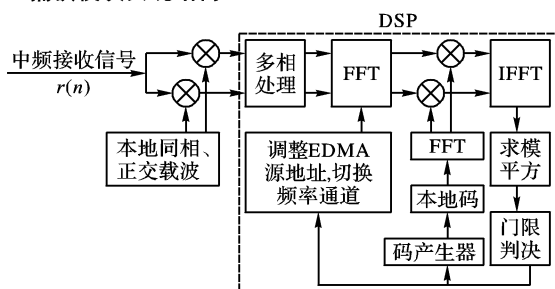 DSP
中频接收信号
r(n)
多相
处理
FFT
IFFT
本地同相、
正交载波
调整EDMA
源地址,切换
频率通道
FFT
求模
平方
本地码
码产生器
门限
判决